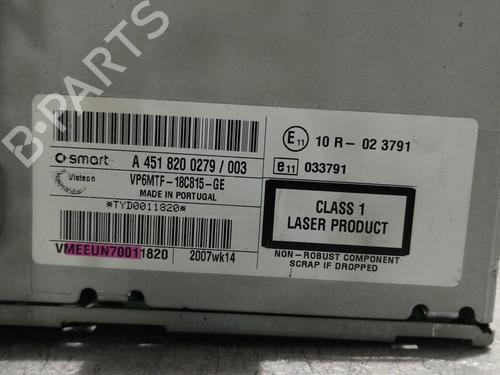 B-PARTS
smart A 451 820 0279 / 003
Visteon VP6MTF-18C815-GE
MADE IN PORTUGAL
*TYD0011820*
VMEEUN70011820 2007wk14
E11 10 R - 02 3791
e11 033791
CLASS 1
LASER PRODUCT
NON-ROBUST COMPONENT
SCRAP IF DROPPED